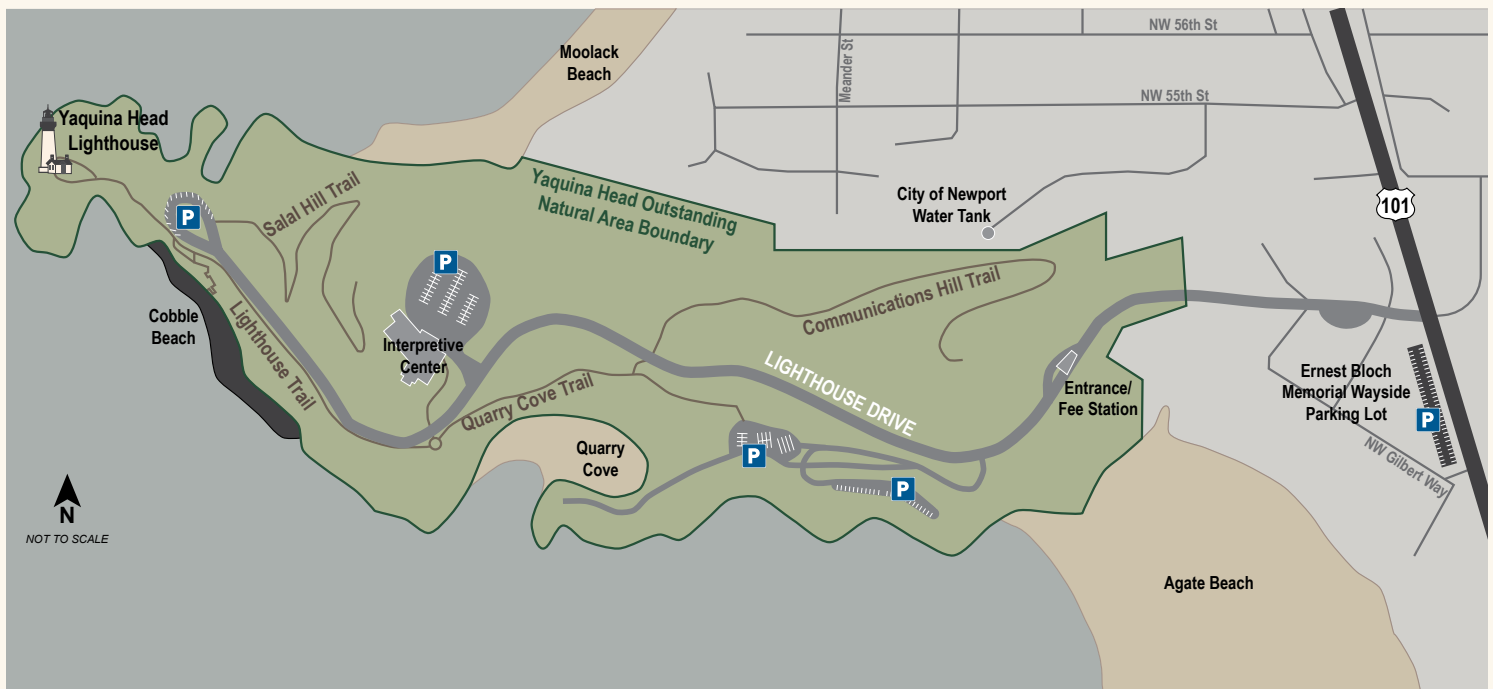 NW 56th St
Moolack
Beach
Meander St
NW 55th St
Yaquina Head
Lighthouse
Yaquina Head Outstanding
Natural Area Boundary
City of Newport
Water Tank
101
P
Salal Hill Trail
P
Communications Hill Trail
Cobble
Beach
Lighthouse Trail
Interpretive
Center
LIGHTHOUSE DRIVE
Entrance/
Fee Station
Ernest Bloch
Memorial Wayside
Parking Lot
P
Quarry Cove Trail
Quarry
Cove
P
P
NW Gilbert Way
N
NOT TO SCALE
Agate Beach